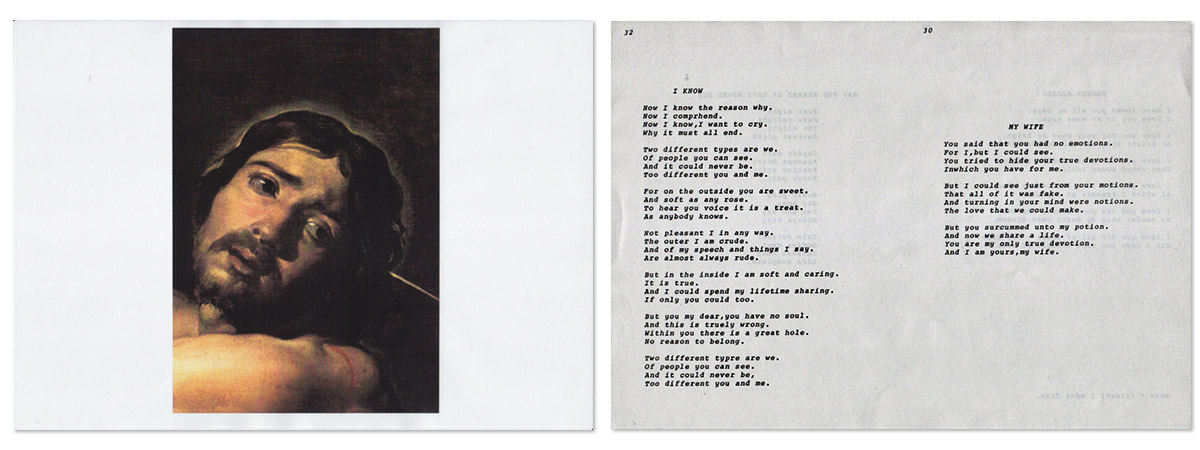 32
I KNOW
Now I know the reason why.
Now I comprhend.
Now I know,I want to cry.
Why it must all end.
Two different types are we.
Of people you can see.
And it could never be.
Too different you and me.
For on the outside you are sweet.
And soft as any rose.
To hear you voice it is a treat.
As anybody knows.
Not pleasant I in any way.
The outer I am crude.
And of my speech and things I say.
Are almost always rude.
But in the inside I am soft and caring.
It is true.
And I could spend my lifetime sharing.
If only you could too.
But you my dear,you have no soul.
And this is truely wrong.
Within you there is a great hole.
No reason to belong.
Two different typre are we.
Of people you can see.
And it could never be,
Too different you and me.
30
MY WIFE
You said that you had no emotions.
For I,but I could see.
You tried to hide your true devotions.
Inwhich you have for me.
But I could see just from your motions.
That all of it was fake.
And turning in your mind were notions.
The love that we could make.
But you surcummed unto my potion.
And now we share a life.
You are my only true devotion.
And I am yours,my wife.